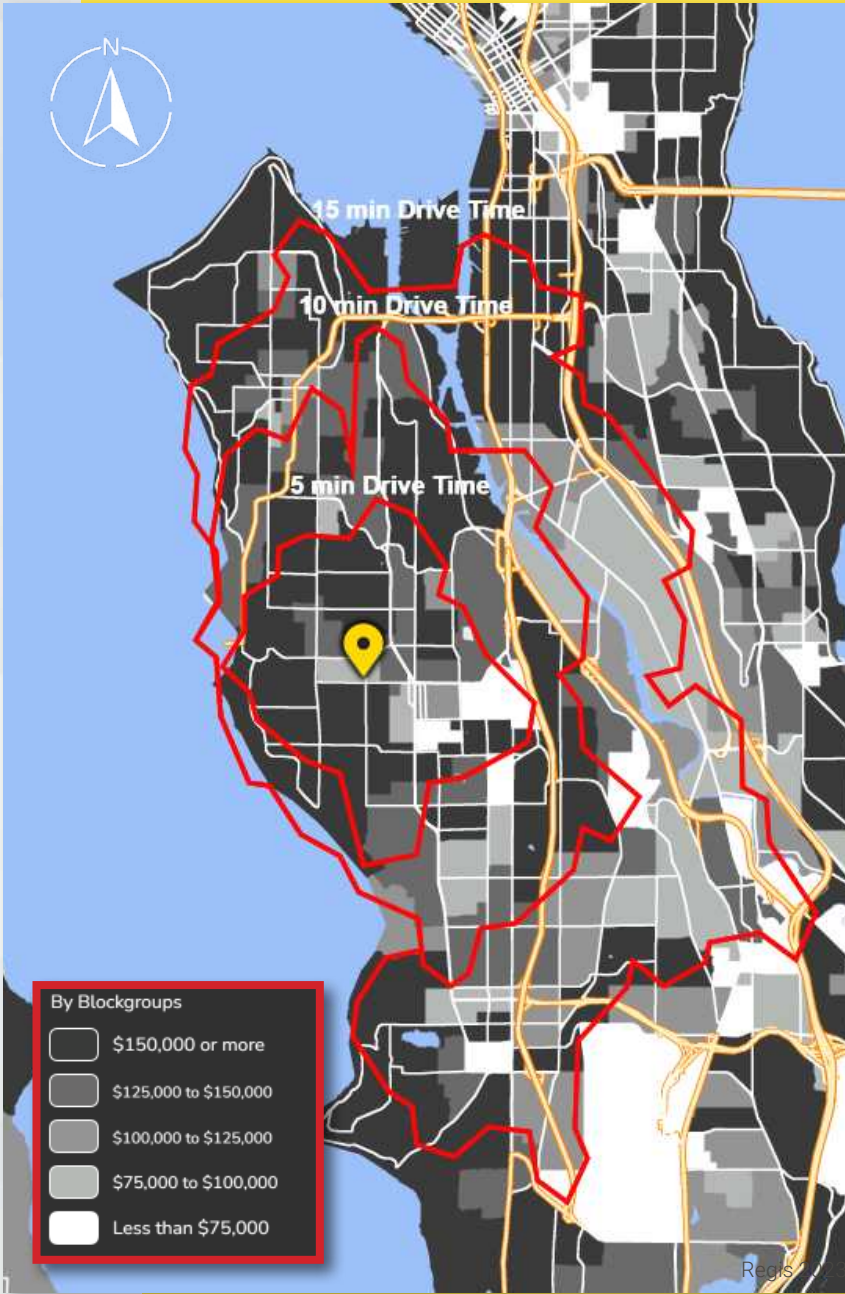 N
15 min Drive Time
10 min Drive Time
5 min Drive Time
By Blockgroups
$150,000 or more
$125,000 to $150,000
$100,000 to $125,000
$75,000 to $100,000
Less than $75,000
Regis